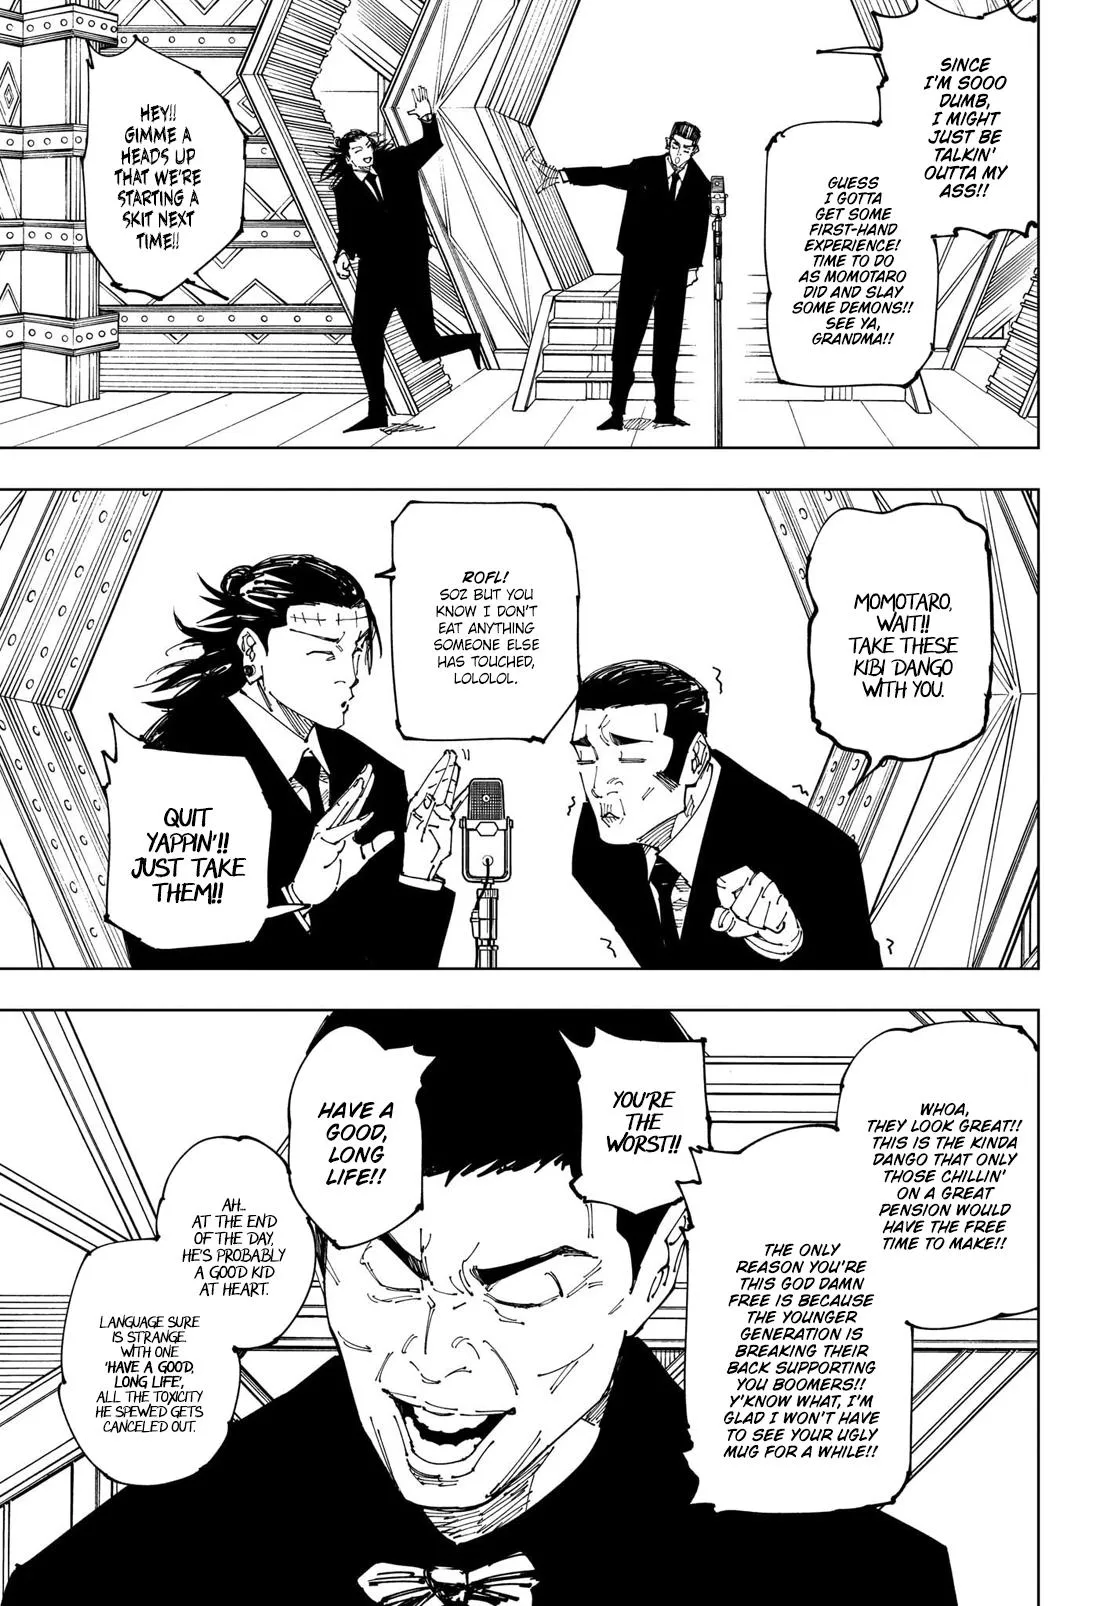 SINCE
I'M SOOO
DUMB,
I MIGHT
JUST BE
TALKIN'
OUTTA MY
ASS!!
GUESS
I GOTTA
GET SOME
FIRST-HAND
EXPERIENCE!
TIME TO DO
AS MOMOTARO
DID AND SLAY
SOME DEMONS!!
SEE YA,
GRANDMA!!
HEY!!
GIMME A
HEADS UP
THAT WE'RE
STARTING A
SKIT NEXT
TIME!!
MOMOTARO,
WAIT!!
TAKE THESE
KIBI DANGO
WITH YOU.
ROFL!
SOZ BUT YOU
KNOW I DON'T
EAT ANYTHING
SOMEONE ELSE
HAS TOUCHED,
LOLOLOL.
QUIT
YAPPIN'!!
JUST TAKE
THEM!!
WHOA,
THEY LOOK GREAT!!
THIS IS THE KINDA
DANGO THAT ONLY
THOSE CHILLIN'
ON A GREAT
PENSION WOULD
HAVE THE FREE
TIME TO MAKE!!
THE ONLY
REASON YOU'RE
THIS GOD DAMN
FREE IS BECAUSE
THE YOUNGER
GENERATION IS
BREAKING THEIR
BACK SUPPORTING
YOU BOOMERS!!
Y'KNOW WHAT, I'M
GLAD I WON'T HAVE
TO SEE YOUR UGLY
MUG FOR A WHILE!!
YOU'RE
THE
WORST!!
HAVE A
GOOD,
LONG
LIFE!!
AH...
AT THE END
OF THE DAY,
HE'S PROBABLY
A GOOD KID
AT HEART.
LANGUAGE SURE
IS STRANGE.
WITH ONE
'HAVE A GOOD,
LONG LIFE',
ALL THE TOXICITY
HE SPEWED GETS
CANCELED OUT.